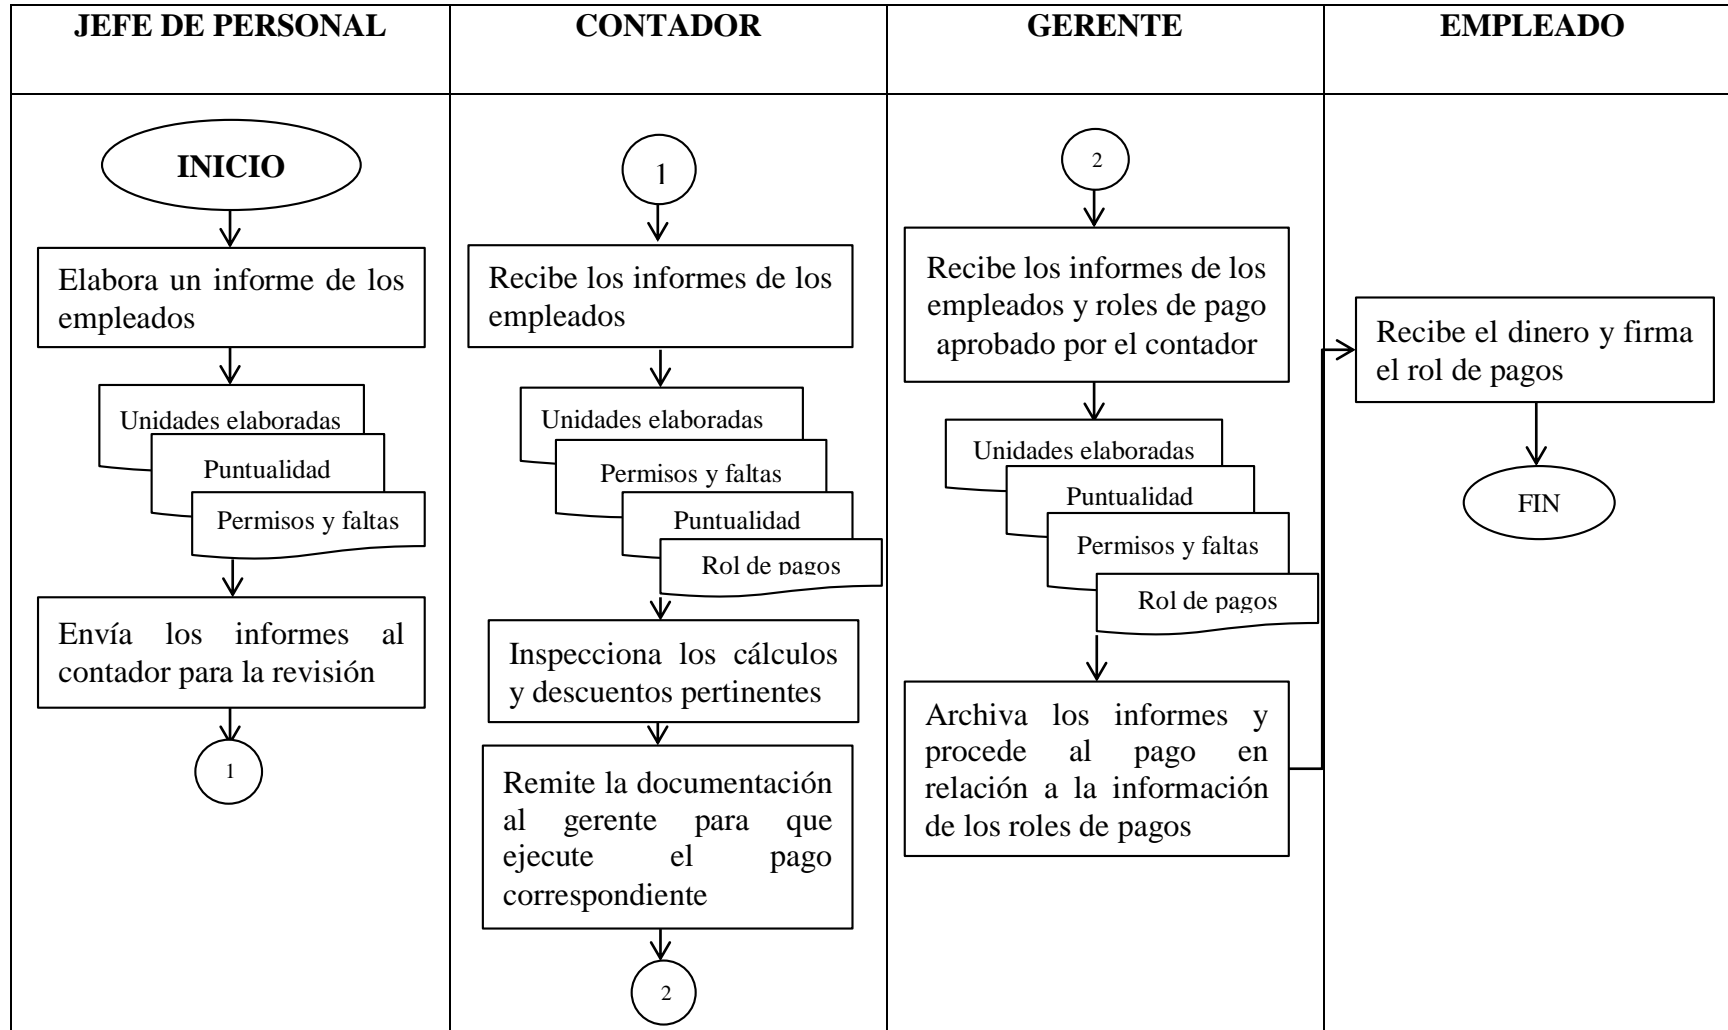 JEFE DE PERSONAL
CONTADOR
GERENTE
EMPLEADO
INICIO
Elabora un informe de los
empleados
Unidades elaboradas
Puntualidad
Permisos y faltas
Envía los informes al
contador para la revisión
1
1
Recibe los informes de los
empleados
Unidades elaboradas
Permisos y faltas
Puntualidad
Rol de pagos
Inspecciona los cálculos
y descuentos pertinentes
Remite la documentación
al gerente para que
ejecute el pago
correspondiente
2
2
Recibe los informes de los
empleados y roles de pago
aprobado por el contador
Unidades elaboradas
Puntualidad
Permisos y faltas
Rol de pagos
Archiva los informes y
procede al pago en
relación a la información
de los roles de pagos
Recibe el dinero y firma
el rol de pagos
FIN